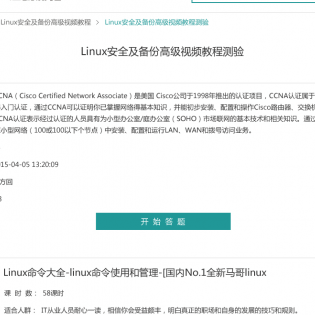 Linux安全及备份高级视频教程 > Linux安全及备份高级视频教程测验
Linux安全及备份高级视频教程测验
CNA（Cisco Certified Network Associate）是美国 Cisco公司于1998年推出的认证项目，CCNA认证属于
入门认证，通过CCNA可以证明你已掌握网络得基本知识，并能初步安装、配置和操作Cisco路由器、交换机
CNA认证表示经过认证的人员具有为小型办公室/庭办公室（SOHO）市场联网的基本技术和相关知识。通过
小型网络（100或100以下个节点）中安装、配置和运行LAN、WAN和拨号访问业务。
15-04-05 13:20:09
方回
开 始 答 题
Linux命令大全-linux命令使用和管理-[国内No.1全新马哥linux
课 时 数： 58课时
适合人群： IT从业人员耐心一读，相信你会受益颇丰，明白真正的职场和自身的发展的技巧和规则。